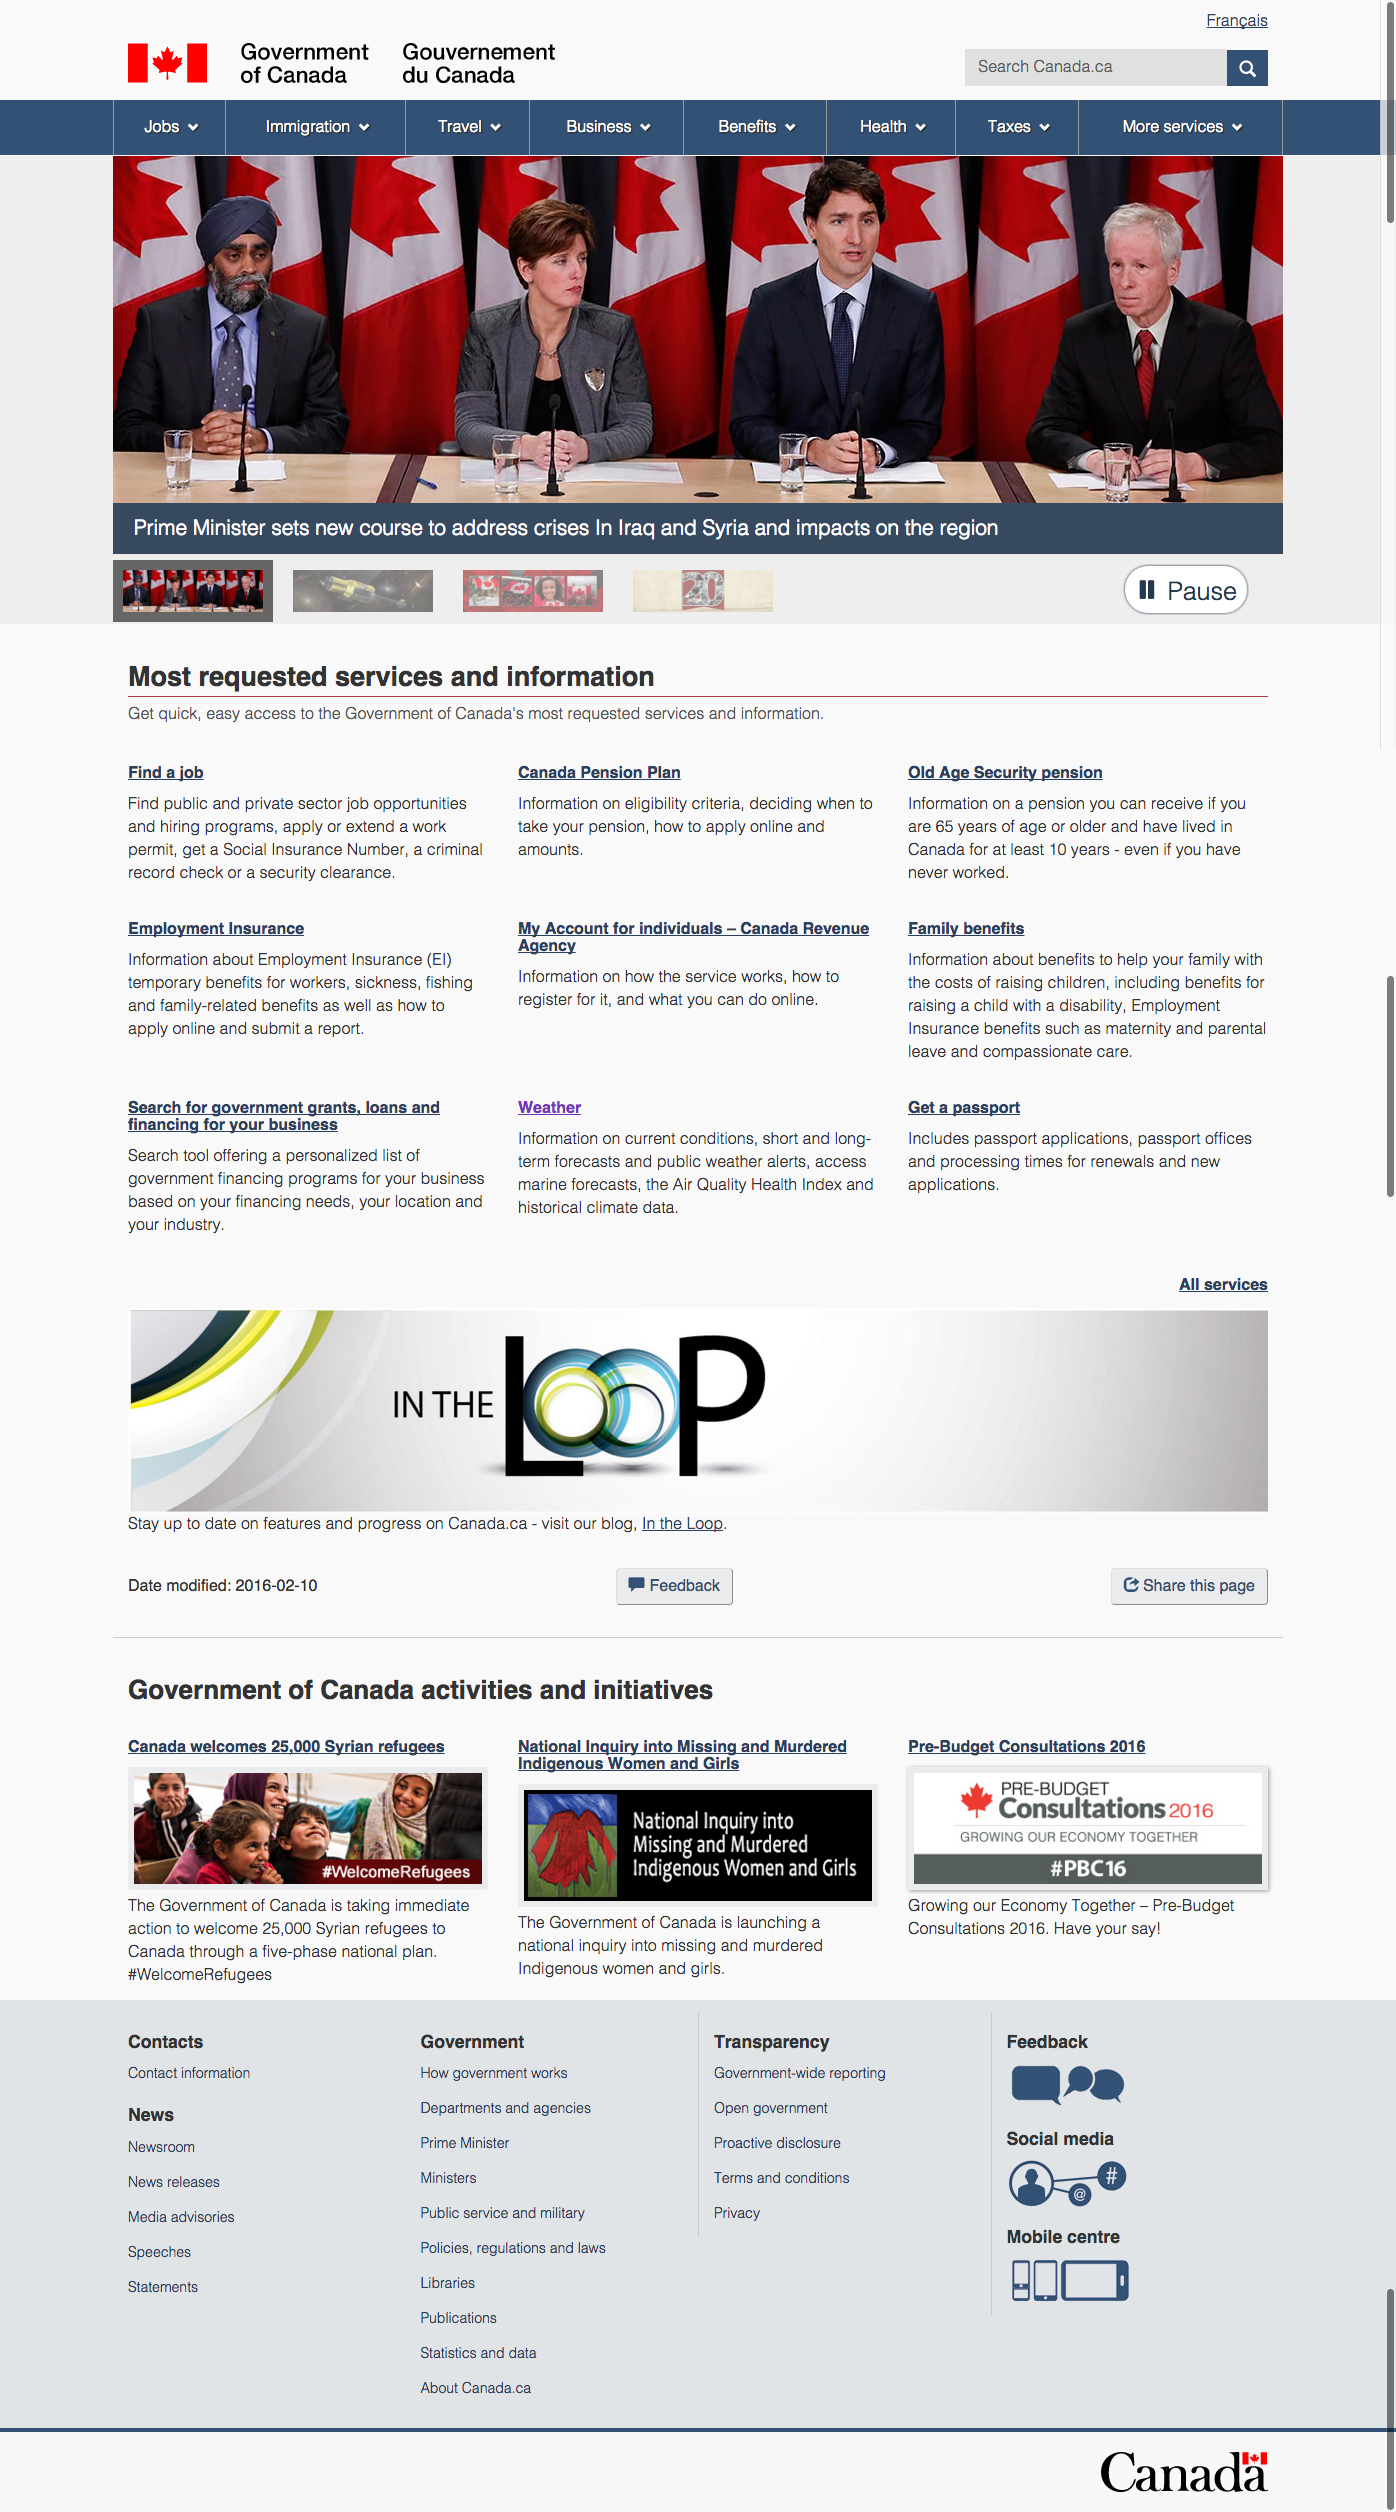 Français
Government
of Canada
Gouvernement
du Canada
Search Canada.ca
Jobs
Immigration
Travel
Business
Benefits
Health
Taxes
More services
Prime Minister sets new course to address crises In Iraq and Syria and impacts on the region
20
Pause
Most requested services and information
Get quick, easy access to the Government of Canada's most requested services and information.
Find a job
Find public and private sector job opportunities
and hiring programs, apply or extend a work
permit, get a Social Insurance Number, a criminal
record check or a security clearance.
Canada Pension Plan
Information on eligibility criteria, deciding when to
take your pension, how to apply online and
amounts.
Old Age Security pension
Information on a pension you can receive if you
are 65 years of age or older and have lived in
Canada for at least 10 years - even if you have
never worked.
Employment Insurance
Information about Employment Insurance (EI)
temporary benefits for workers, sickness, fishing
and family-related benefits as well as how to
apply online and submit a report.
My Account for individuals – Canada Revenue
Agency
Information on how the service works, how to
register for it, and what you can do online.
Family benefits
Information about benefits to help your family with
the costs of raising children, including benefits for
raising a child with a disability, Employment
Insurance benefits such as maternity and parental
leave and compassionate care.
Search for government grants, loans and
financing for your business
Search tool offering a personalized list of
government financing programs for your business
based on your financing needs, your location and
your industry.
Weather
Information on current conditions, short and long-
term forecasts and public weather alerts, access
marine forecasts, the Air Quality Health Index and
historical climate data.
Get a passport
Includes passport applications, passport offices
and processing times for renewals and new
applications.
All services
IN THE LOOP
Stay up to date on features and progress on Canada.ca - visit our blog, In the Loop.
Date modified: 2016-02-10
Feedback
Share this page
Government of Canada activities and initiatives
Canada welcomes 25,000 Syrian refugees
#WelcomeRefugees
The Government of Canada is taking immediate
action to welcome 25,000 Syrian refugees to
Canada through a five-phase national plan.
#WelcomeRefugees
National Inquiry into Missing and Murdered
Indigenous Women and Girls
National Inquiry into
Missing and Murdered
Indigenous Women and Girls
The Government of Canada is launching a
national inquiry into missing and murdered
Indigenous women and girls.
Pre-Budget Consultations 2016
PRE-BUDGET
Consultations 2016
GROWING OUR ECONOMY TOGETHER
#PBC16
Growing our Economy Together – Pre-Budget
Consultations 2016. Have your say!
Contacts
Contact information
News
Newsroom
News releases
Media advisories
Speeches
Statements
Government
How government works
Departments and agencies
Prime Minister
Ministers
Public service and military
Policies, regulations and laws
Libraries
Publications
Statistics and data
About Canada.ca
Transparency
Government-wide reporting
Open government
Proactive disclosure
Terms and conditions
Privacy
Feedback
Social media
#
@
Mobile centre
Canada